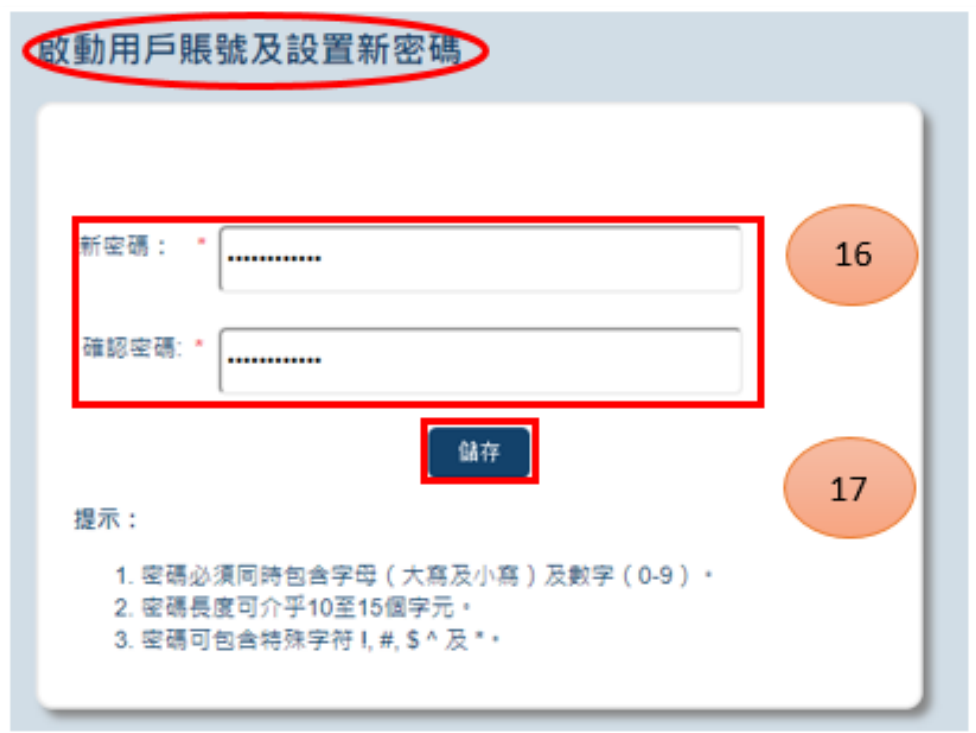 啟動用戶賬號及設置新密碼
新密碼： * ............
16
確認密碼: * ............
儲存
17
提示：
1. 密碼必須同時包含字母（大寫及小寫）及數字（0-9）。
2. 密碼長度可介乎10至15個字元。
3. 密碼可包含特殊字符 !, #, $ ^ 及 *。